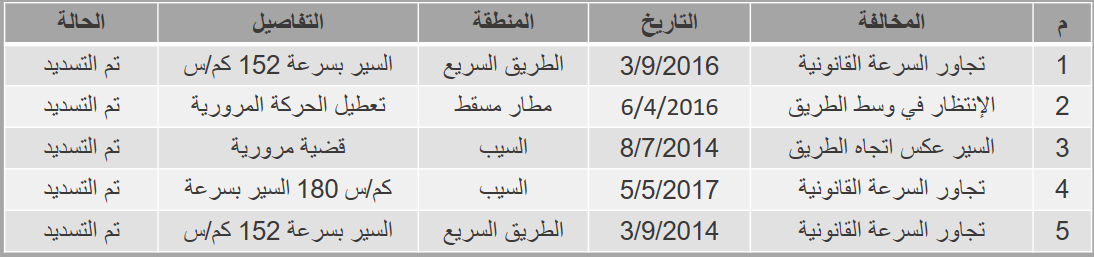 م المخالفة التاريخ المنطقة التفاصيل الحالة
1 تجاور السرعة القانونية 3/9/2016 الطريق السريع السير بسرعة 152 كم/س تم التسديد
2 الإنتظار في وسط الطريق 6/4/2016 مطار مسقط تعطيل الحركة المرورية تم التسديد
3 السير عكس اتجاه الطريق 8/7/2014 السيب قضية مرورية تم التسديد
4 تجاور السرعة القانونية 5/5/2017 السيب كم/س 180 السير بسرعة تم التسديد
5 تجاور السرعة القانونية 3/9/2014 الطريق السريع السير بسرعة 152 كم/س تم التسديد